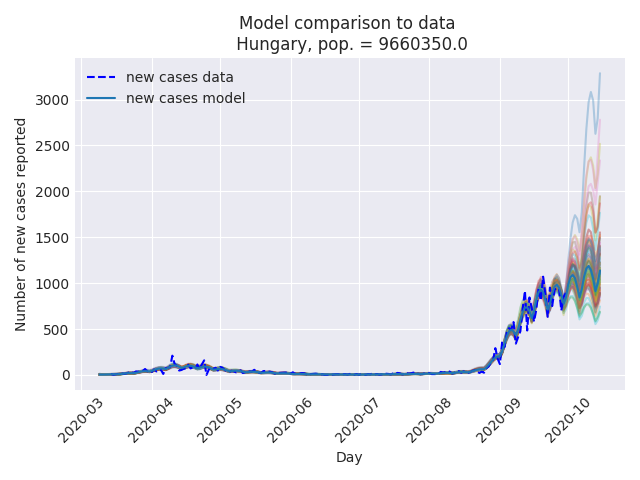 Model comparison to data
Hungary, pop. = 9660350.0
new cases data
new cases model
Number of new cases reported
3000
2500
2000
1500
1000
500
0
2020-03
2020-04
2020-05
2020-06
2020-07
2020-08
2020-09
2020-10
Day